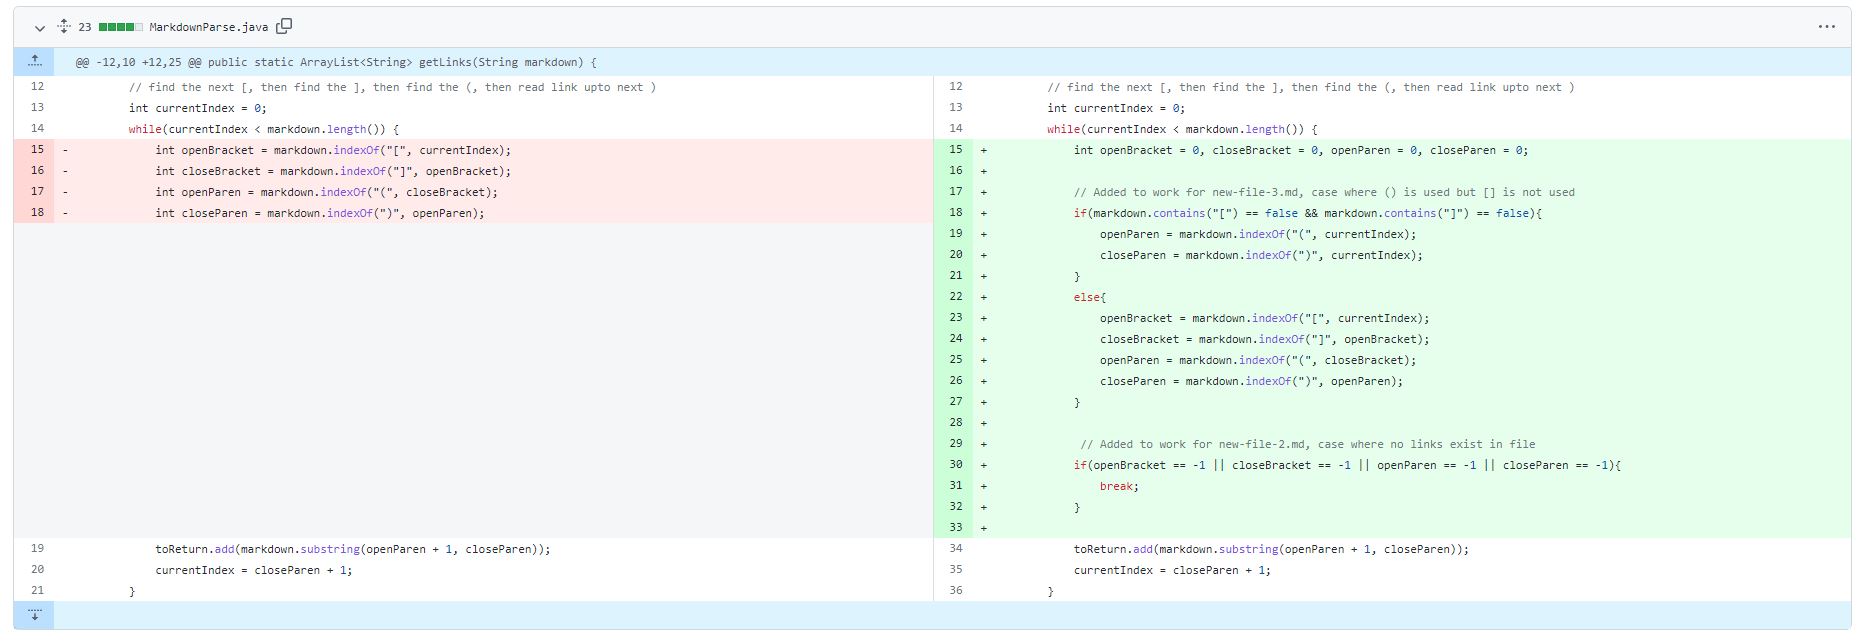 23 MarkdownParse.java
@@ -12,10 +12,25 @@ public static ArrayList<String> getLinks(String markdown) {
12 // find the next [, then find the ], then find the (, then read link upto next )
13 int currentIndex = 0;
14 while(currentIndex < markdown.length()) {
15 - int openBracket = markdown.indexOf("[", currentIndex);
16 - int closeBracket = markdown.indexOf("]", openBracket);
17 - int openParen = markdown.indexOf("(", closeBracket);
18 - int closeParen = markdown.indexOf(")", openParen);
19 toReturn.add(markdown.substring(openParen + 1, closeParen));
20 currentIndex = closeParen + 1;
21 }
12 // find the next [, then find the ], then find the (, then read link upto next )
13 int currentIndex = 0;
14 while(currentIndex < markdown.length()) {
15 + int openBracket = 0, closeBracket = 0, openParen = 0, closeParen = 0;
16 +
17 + // Added to work for new-file-3.md, case where () is used but [] is not used
18 + if(markdown.contains("[") == false && markdown.contains("]") == false){
19 + openParen = markdown.indexOf("(", currentIndex);
20 + closeParen = markdown.indexOf(")", currentIndex);
21 + }
22 + else{
23 + openBracket = markdown.indexOf("[", currentIndex);
24 + closeBracket = markdown.indexOf("]", openBracket);
25 + openParen = markdown.indexOf("(", closeBracket);
26 + closeParen = markdown.indexOf(")", openParen);
27 + }
28 +
29 + // Added to work for new-file-2.md, case where no links exist in file
30 + if(openBracket == -1 || closeBracket == -1 || openParen == -1 || closeParen == -1){
31 + break;
32 + }
33 +
34 toReturn.add(markdown.substring(openParen + 1, closeParen));
35 currentIndex = closeParen + 1;
36 }